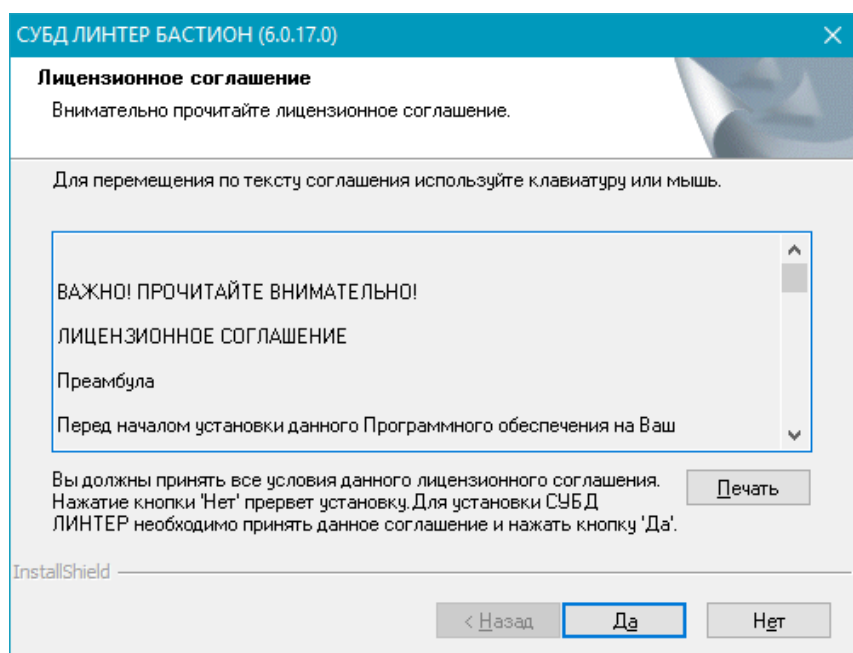 СУБД ЛИНТЕР БАСТИОН (6.0.17.0)
Лицензионное соглашение
Внимательно прочитайте лицензионное соглашение.
Для перемещения по тексту соглашения используйте клавиатуру или мышь.
ВАЖНО! ПРОЧИТАЙТЕ ВНИМАТЕЛЬНО!
ЛИЦЕНЗИОННОЕ СОГЛАШЕНИЕ
Преамбула
Перед началом установки данного Программного обеспечения на Ваш
Вы должны принять все условия данного лицензионного соглашения.
Нажатие кнопки 'Нет' прервет установку.Для установки СУБД
ЛИНТЕР необходимо принять данное соглашение и нажать кнопку 'Да'.
Печать
InstallShield
< Назад
Да
Нет